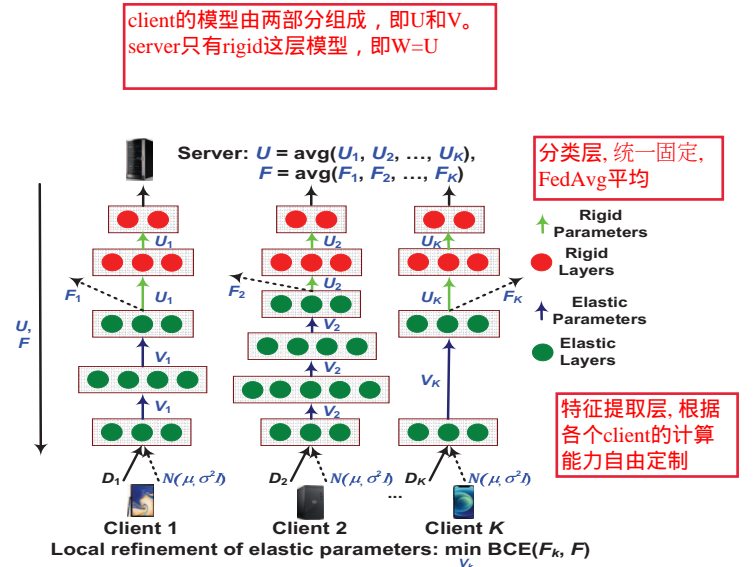 client的模型由两部分组成，即U和V。
server只有rigid这层模型，即W=U
Server: U = avg(U1, U2, ..., UK),
F = avg(F1, F2, ..., FK)
分类层, 统一固定,
FedAvg平均
Rigid
Parameters
Rigid
Layers
Elastic
Parameters
Elastic
Layers
U1
U2
UK
F1
U1
F2
U2
UK
FK
U,
F
V1
V2
V1
V2
VK
特征提取层, 根据
各个client的计算
能力自由定制
D1
N(μ, σ²I)
D2
N(μ, σ²I)
...
DK
N(μ, σ²I)
Client 1
Client 2
Client K
Local refinement of elastic parameters: min BCE(Fk, F)
Vk